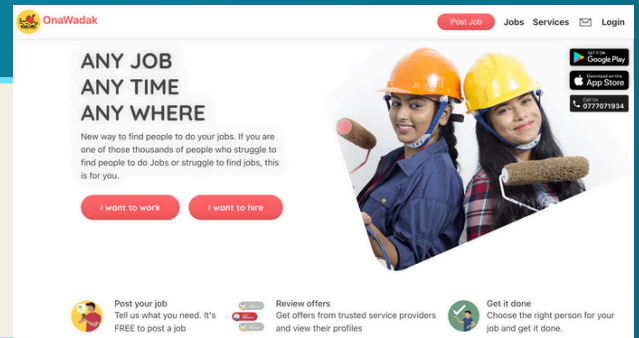 OnaWadak
Post Job
Jobs
Services
Login
ANY JOB
ANY TIME
ANY WHERE
New way to find people to do your jobs. If you are
one of those thousands of people who struggle to
find people to do Jobs or struggle to find jobs, this
is for you.
I want to work
I want to hire
GET IT ON
Google Play
Download on the
App Store
Call Us
0777071934
Post your job
Tell us what you need. It's
FREE to post a job
Review offers
Get offers from trusted service providers
and view their profiles
Get it done
Choose the right person for your
job and get it done.